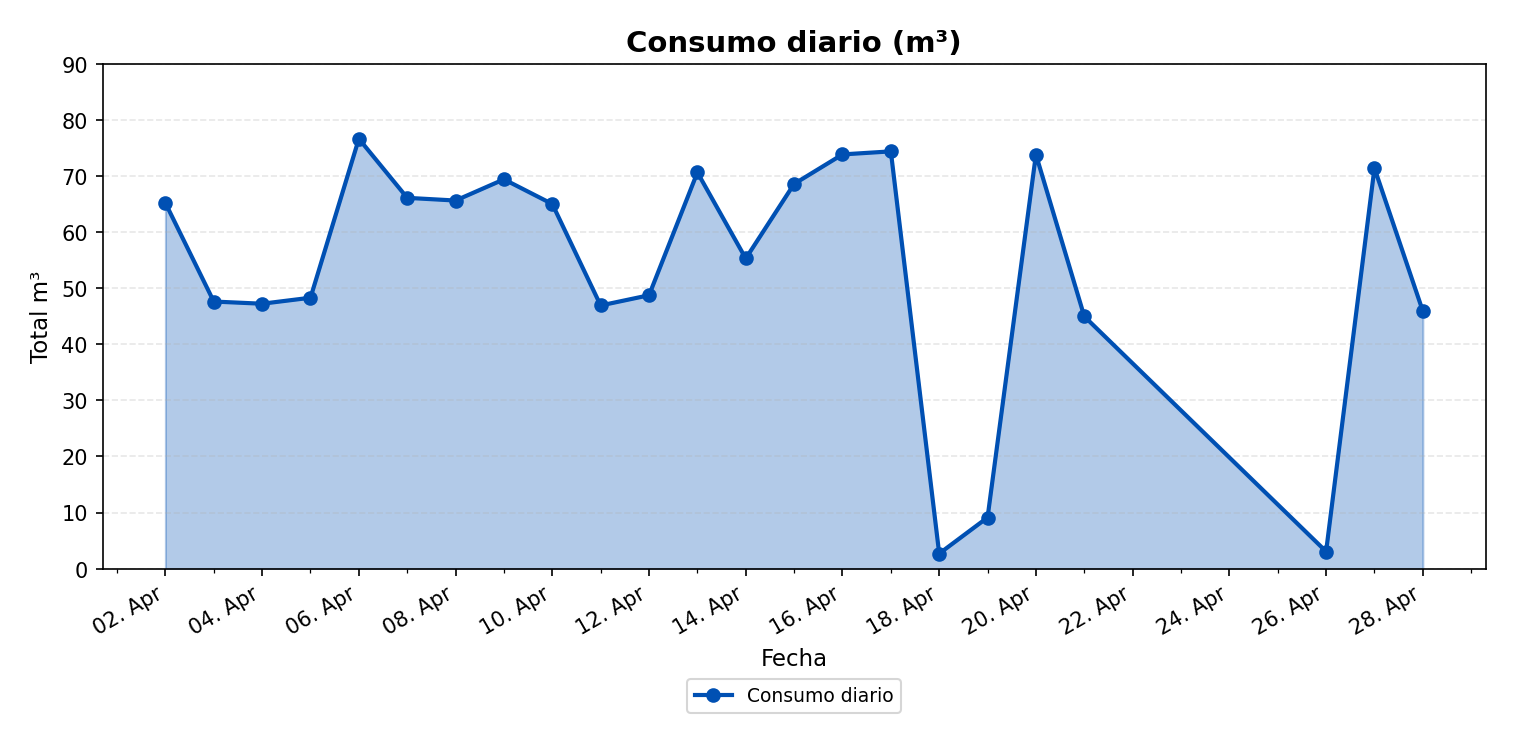 Consumo diario (m³)
90
80
70
60
50
40
30
20
10
0
Total m³
02. Apr
04. Apr
06. Apr
08. Apr
10. Apr
12. Apr
14. Apr
16. Apr
18. Apr
20. Apr
22. Apr
24. Apr
26. Apr
28. Apr
Fecha
Consumo diario